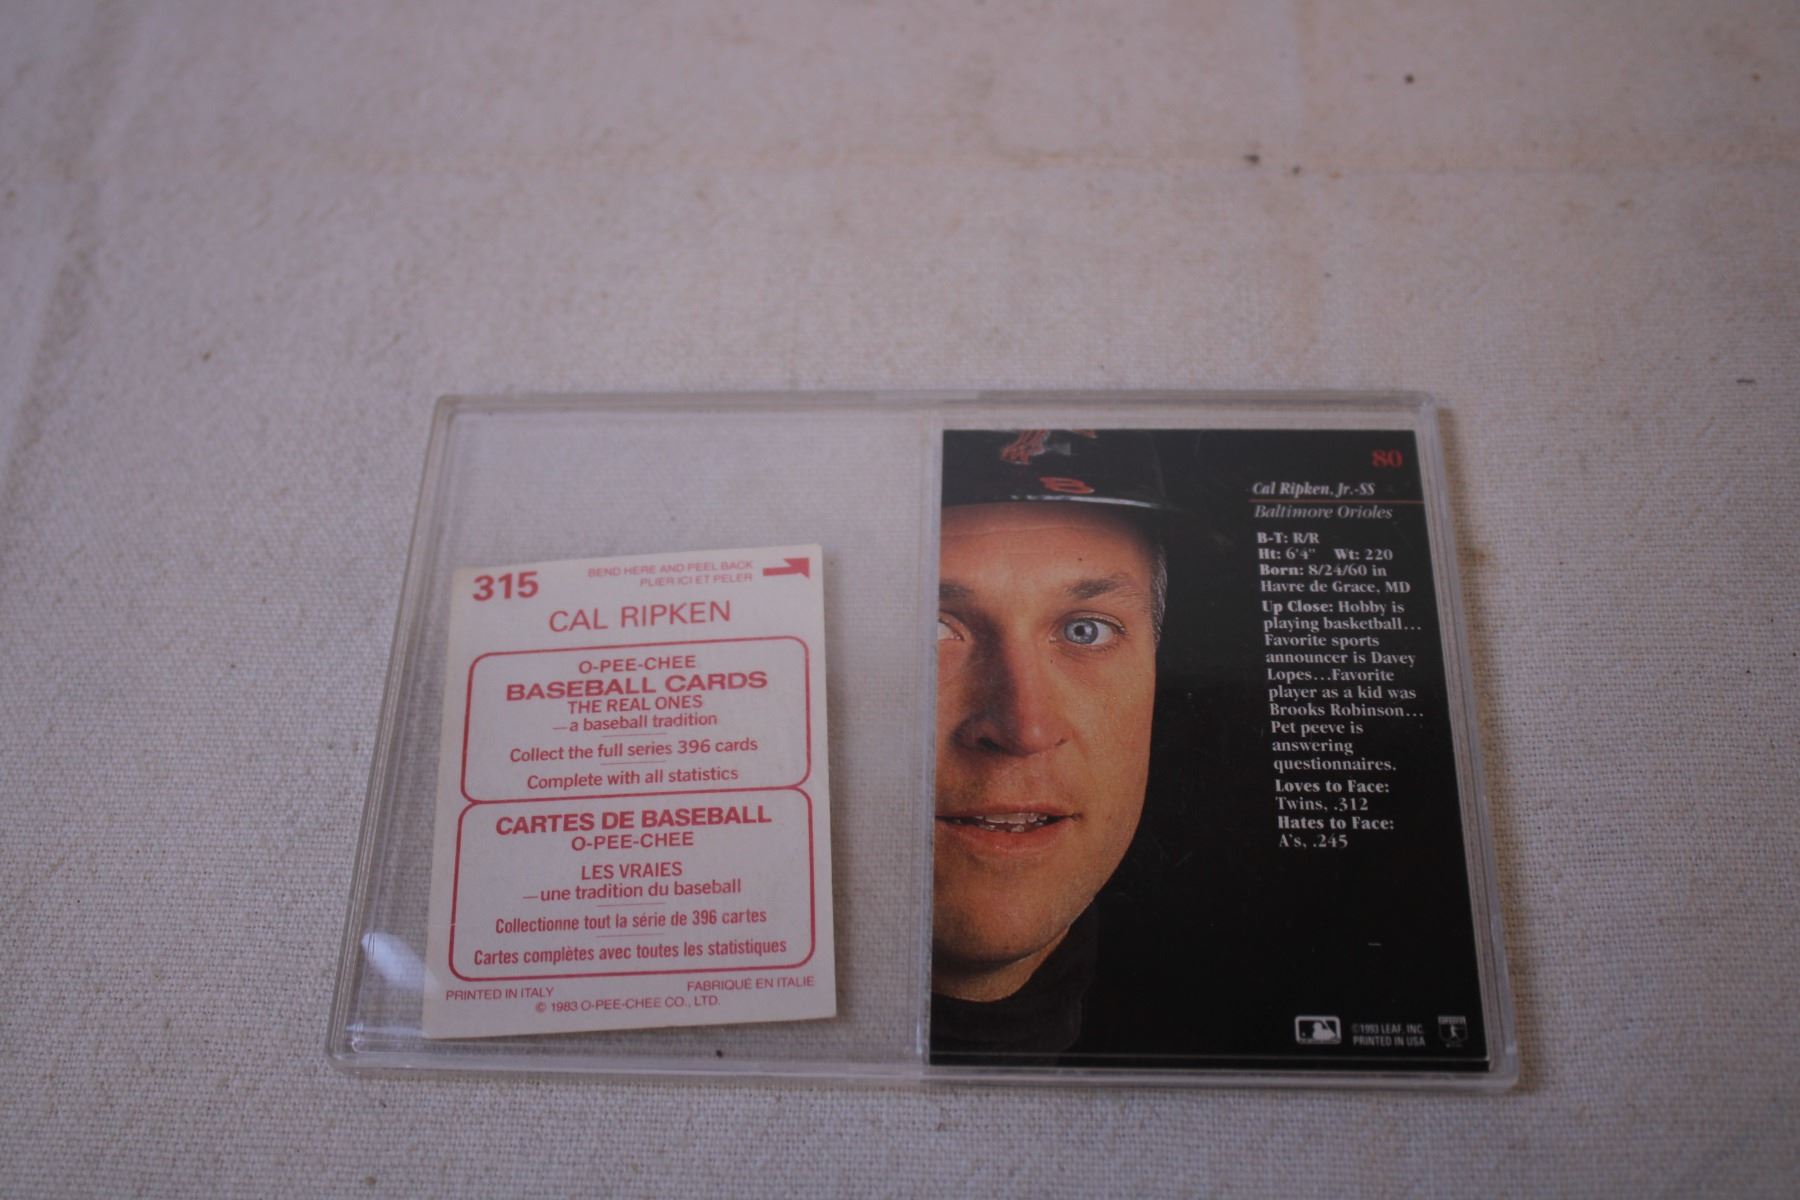 315
BEND HERE AND PEEL BACK
PLIER ICI ET PELER
CAL RIPKEN
O-PEE-CHEE
BASEBALL CARDS
THE REAL ONES
—a baseball tradition
Collect the full series 396 cards
Complete with all statistics
CARTES DE BASEBALL
O-PEE-CHEE
LES VRAIES
—une tradition du baseball
Collectionne tout la série de 396 cartes
Cartes complètes avec toutes les statistiques
PRINTED IN ITALY FABRIQUÉ EN ITALIE
© 1983 O-PEE-CHEE CO., LTD.
80
Cal Ripken, Jr.-SS
Baltimore Orioles
B-T: R/R
Ht: 6'4" Wt: 220
Born: 8/24/60 in
Havre de Grace, MD
Up Close: Hobby is
playing basketball...
Favorite sports
announcer is Davey
Lopes...Favorite
player as a kid was
Brooks Robinson...
Pet peeve is
answering
questionnaires.
Loves to Face:
Twins, .312
Hates to Face:
A's, .245
8
©1993 LEAF, INC.
PRINTED IN USA